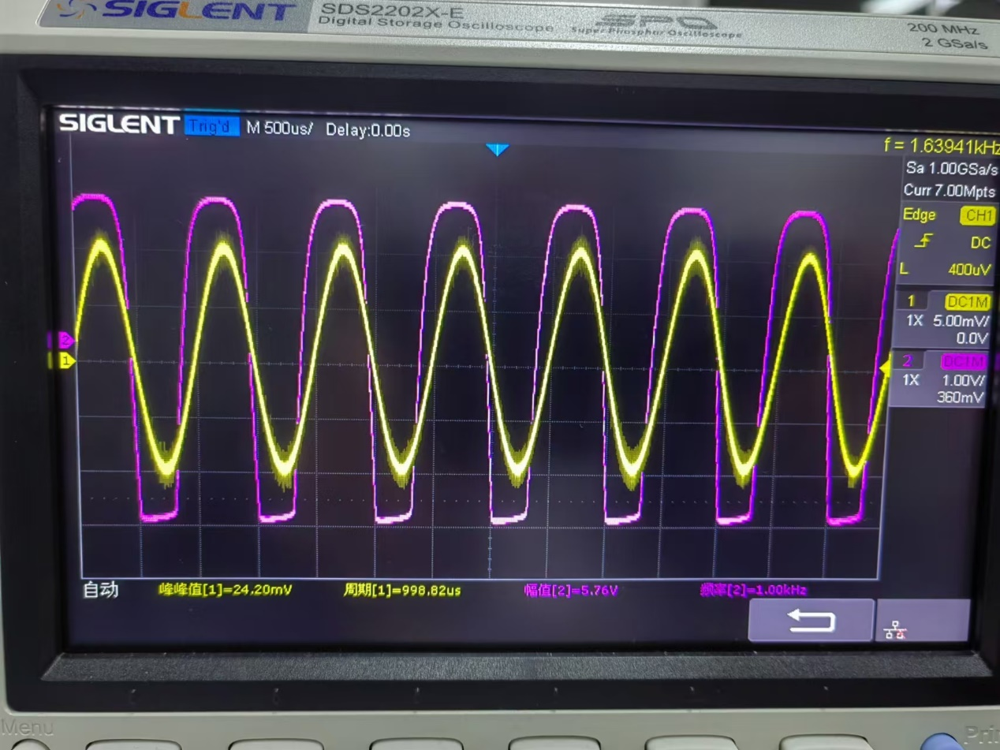 SIGLENT SDS2202X-E
Digital Storage Oscilloscope
SPO
Super Phosphor Oscilloscope
200 MHz
2 GSa/s
SIGLENT Trig'd M 500us/ Delay:0.00s
f = 1.63941kHz
Sa 1.00GSa/s
Curr 7.00Mpts
Edge CH1
DC
L 400uV
1 DC1M
1X 5.00mV/
0.0V
2 DC1M
1X 1.00V/
360mV
2
1
自动 峰峰值[1]=24.20mV 周期[1]=998.82us 幅值[2]=5.76V 频率[2]=1.00kHz
Menu